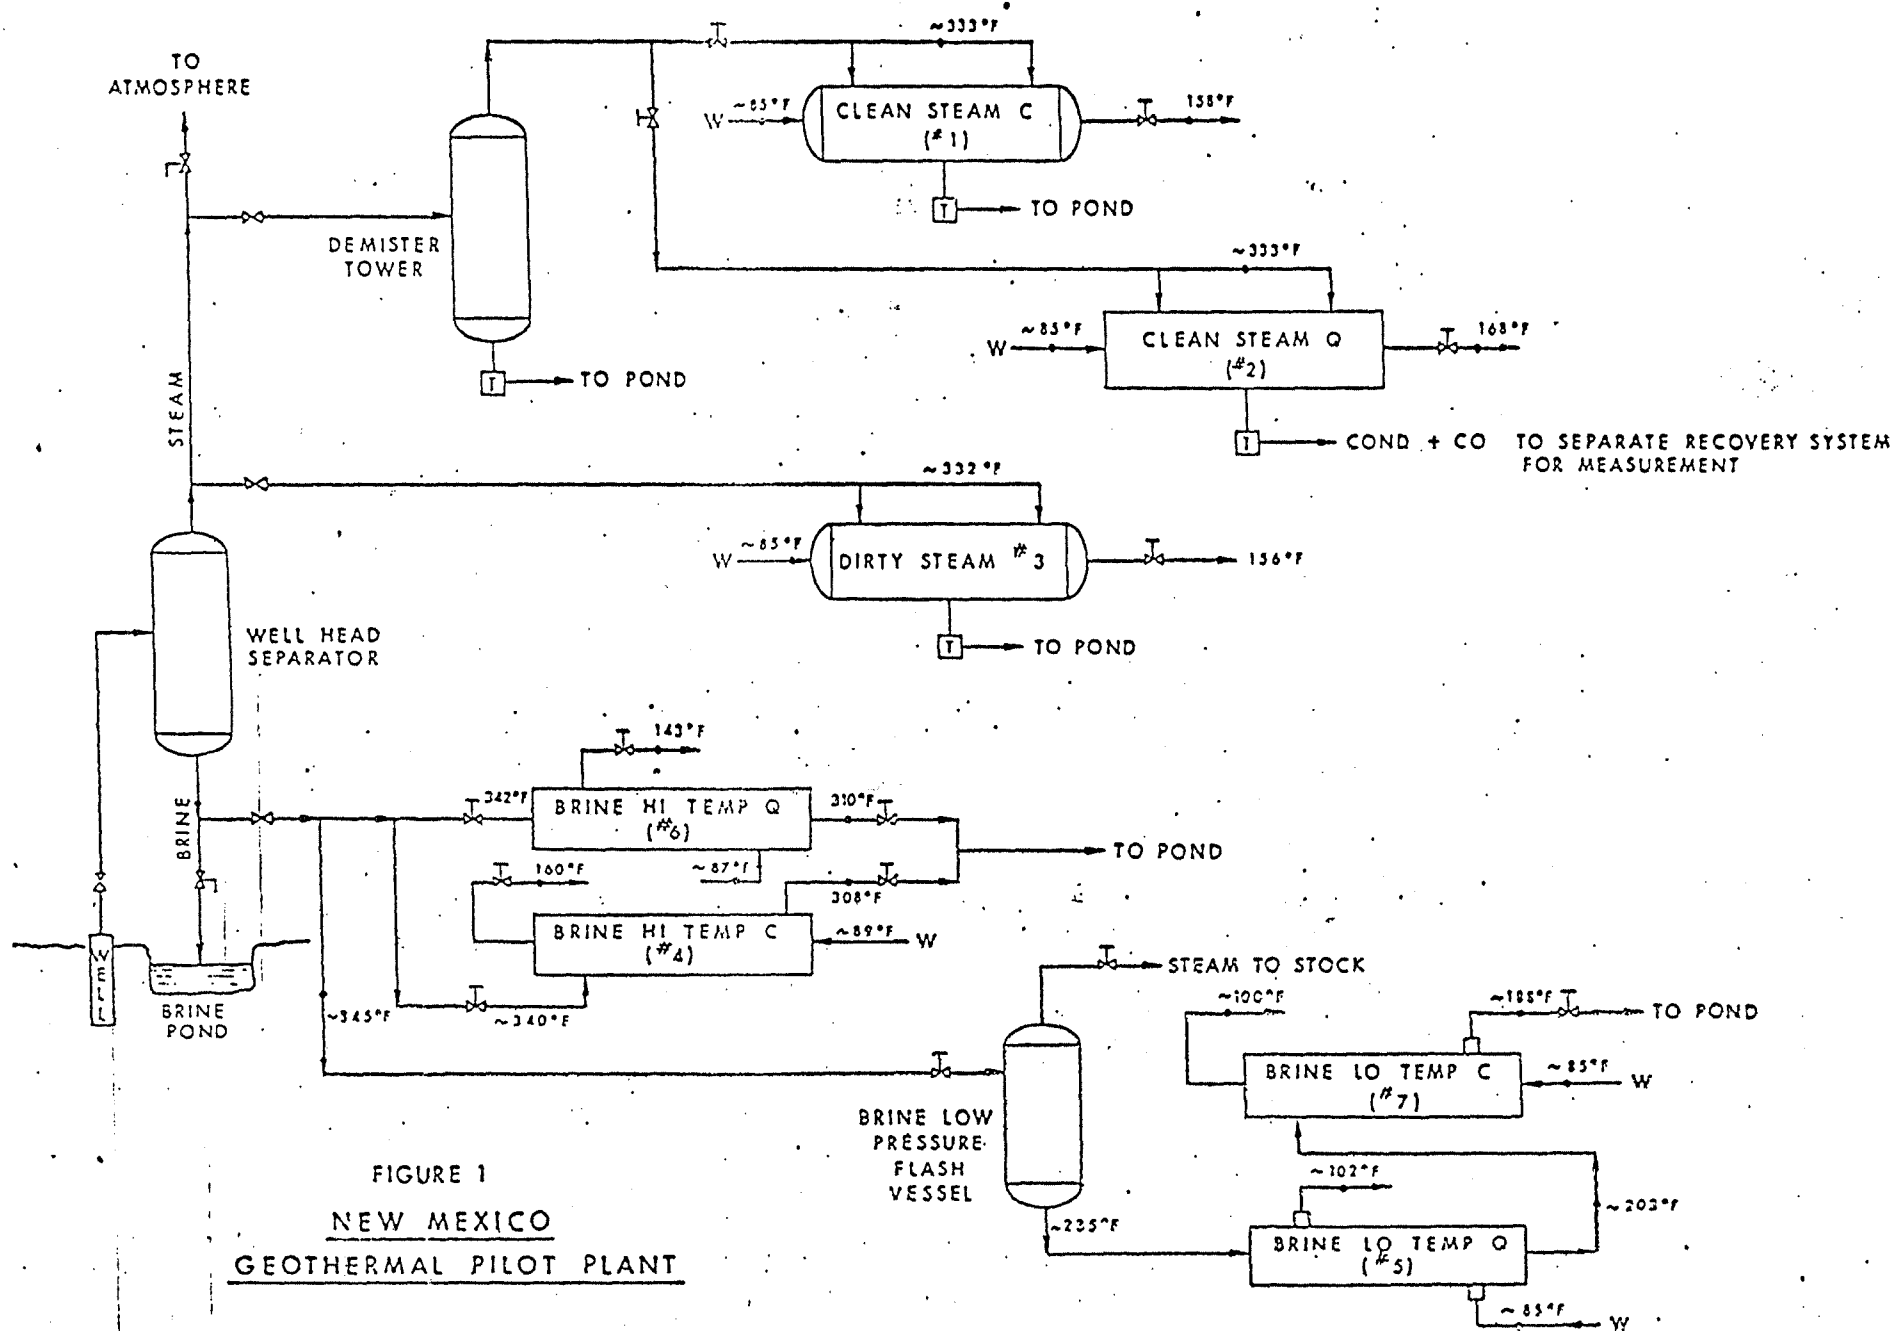 TO
ATMOSPHERE
~333°F
W
~85°F
CLEAN STEAM C
(#1)
158°F
T
TO POND
DEMISTER
TOWER
T
TO POND
~333°F
W
~85°F
CLEAN STEAM Q
(#2)
168°F
T
COND + CO TO SEPARATE RECOVERY SYSTEM
FOR MEASUREMENT
STEAM
~332°F
W
~85°F
DIRTY STEAM #3
156°F
T
TO POND
WELL HEAD
SEPARATOR
BRINE
143°F
342°F
BRINE HI TEMP Q
(#6)
310°F
~87°F
TO POND
160°F
308°F
BRINE HI TEMP C
(#4)
~89°F
W
~340°F
~345°F
WELL
BRINE
POND
STEAM TO STOCK
BRINE LOW
PRESSURE
FLASH
VESSEL
~235°F
~100°F
~185°F
TO POND
BRINE LO TEMP C
(#7)
~85°F
W
~102°F
~203°F
BRINE LO TEMP Q
(#5)
~85°F
W
FIGURE 1
NEW MEXICO
GEOTHERMAL PILOT PLANT